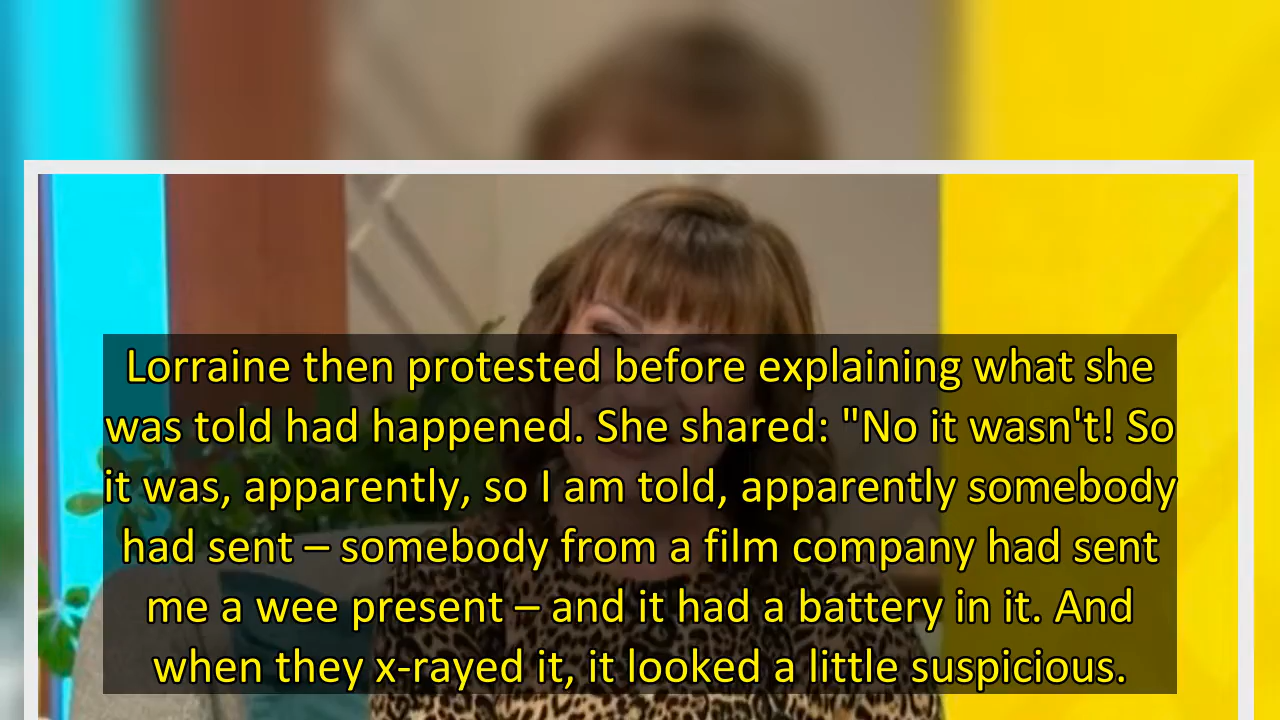 Lorraine then protested before explaining what she
was told had happened. She shared: "No it wasn't! So
it was, apparently, so I am told, apparently somebody
had sent – somebody from a film company had sent
me a wee present – and it had a battery in it. And
when they x-rayed it, it looked a little suspicious.